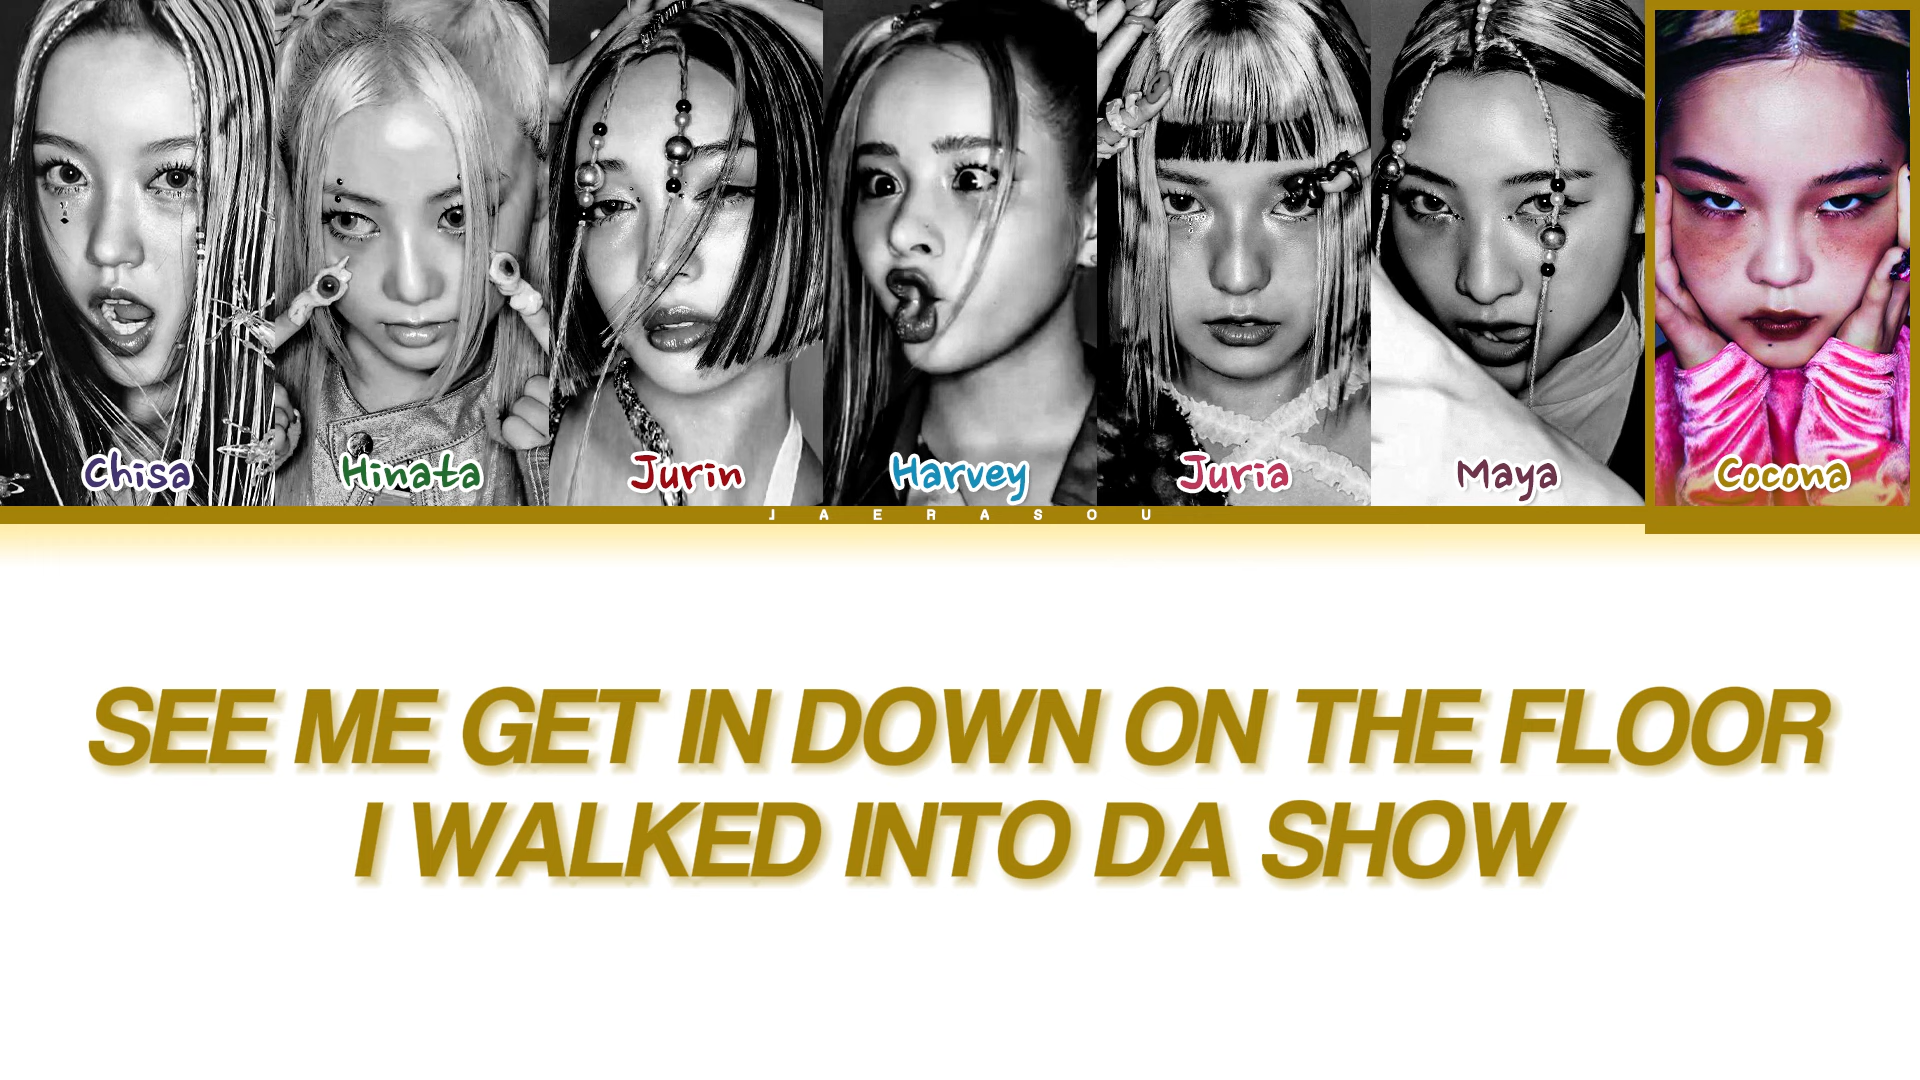 Chisa Hinata Jurin Harvey Juria Maya Cocona
JAERASOU
SEE ME GET IN DOWN ON THE FLOOR
I WALKED INTO DA SHOW